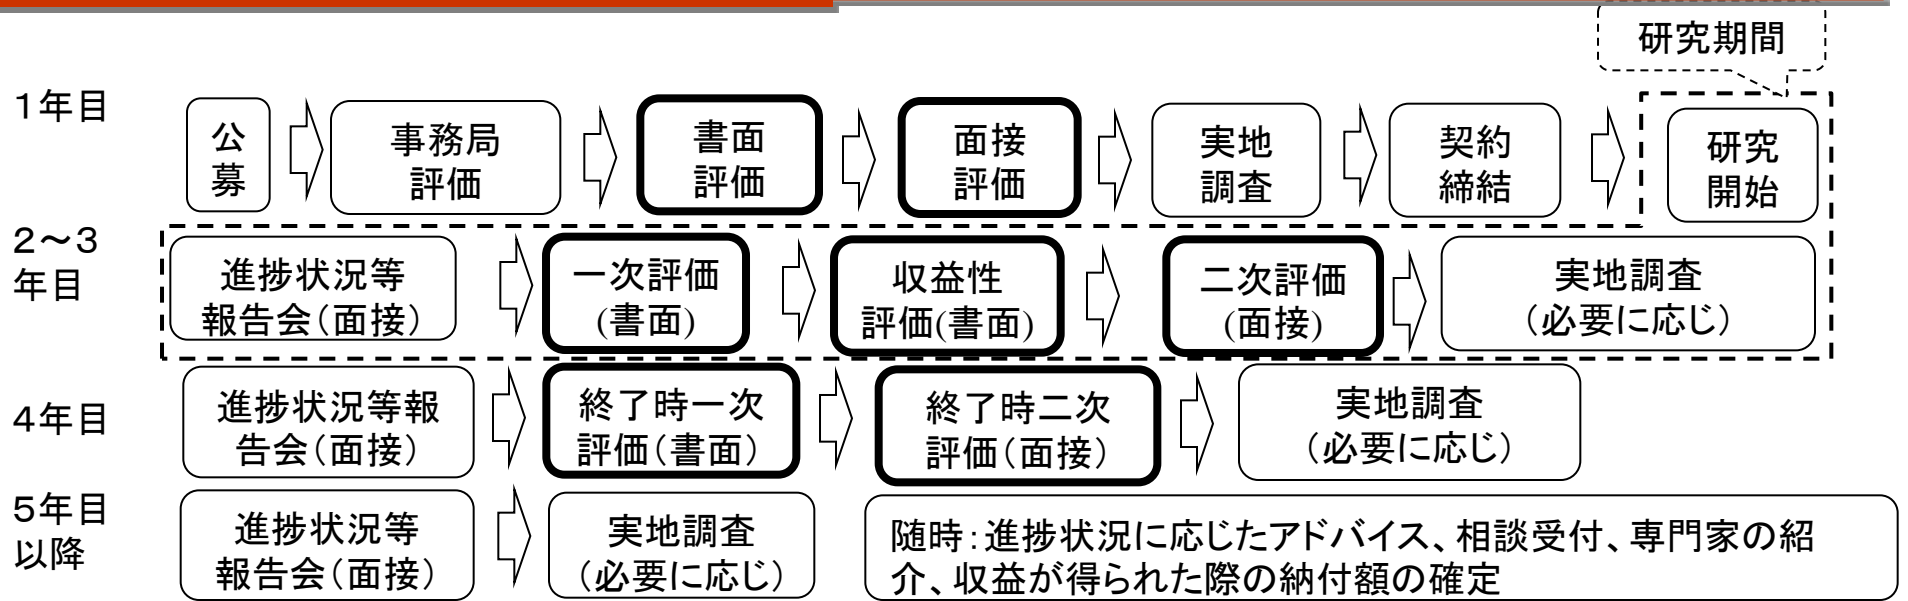 研究期間
1年目
公
募
事務局
評価
書面
評価
面接
評価
実地
調査
契約
締結
研究
開始
2～3
年目
進捗状況等
報告会(面接)
一次評価
(書面)
収益性
評価(書面)
二次評価
(面接)
実地調査
(必要に応じ)
4年目
進捗状況等報
告会(面接)
終了時一次
評価(書面)
終了時二次
評価(面接)
実地調査
(必要に応じ)
5年目
以降
進捗状況等
報告会(面接)
実地調査
(必要に応じ)
随時:進捗状況に応じたアドバイス、相談受付、専門家の紹
介、収益が得られた際の納付額の確定